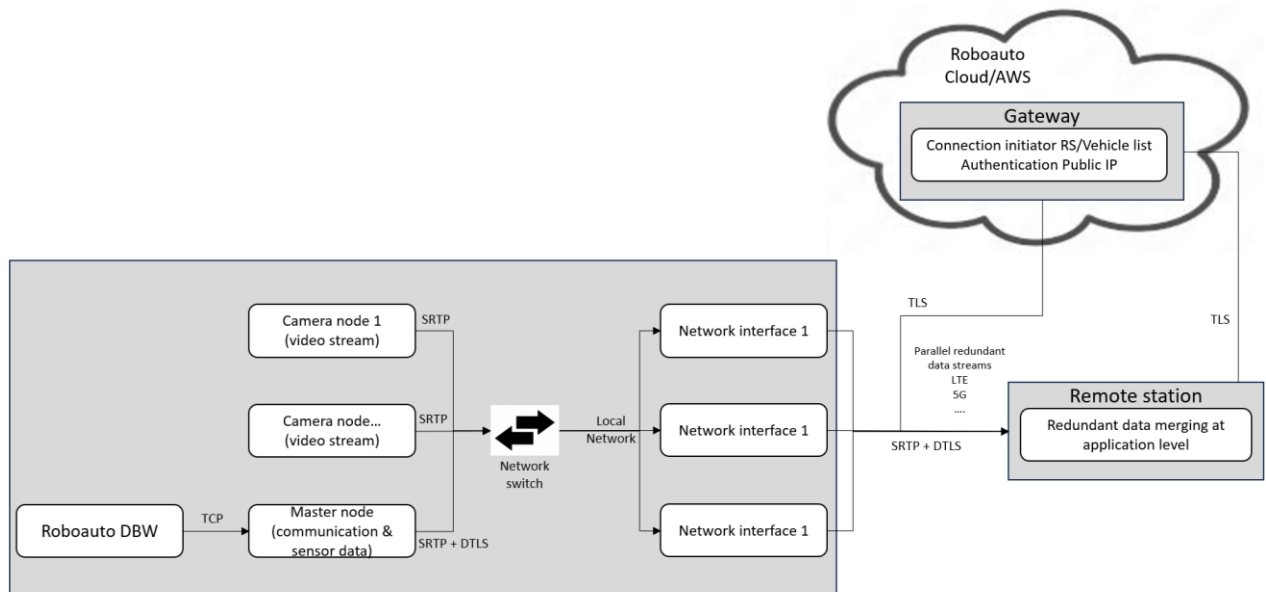 Roboauto
Cloud/AWS
Gateway
Connection initiator RS/Vehicle list
Authentication Public IP
TLS
TLS
Camera node 1
(video stream)
SRTP
Network interface 1
Parallel redundant
data streams
LTE
5G
....
Remote station
Redundant data merging at
application level
Camera node...
(video stream)
SRTP
Local
Network
Network interface 1
SRTP + DTLS
Network
switch
Roboauto DBW
TCP
Master node
(communication &
sensor data)
SRTP + DTLS
Network interface 1